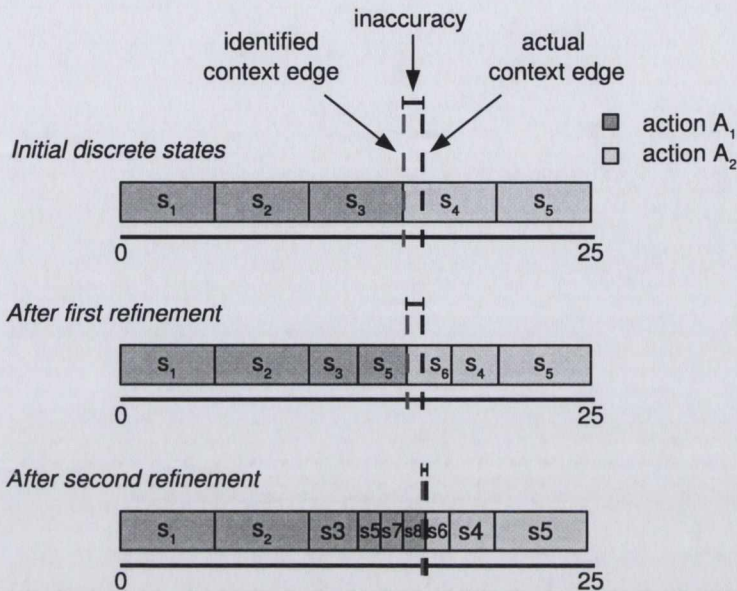 inaccuracy
identified
context edge
actual
context edge
action A₁
action A₂
Initial discrete states
S₁ S₂ S₃ S₄ S₅
0 25
After first refinement
S₁ S₂ S₃ S₅ S₆ S₄ S₅
0 25
After second refinement
S₁ S₂ s3 s5 s7 s8 s6 s4 s5
0 25